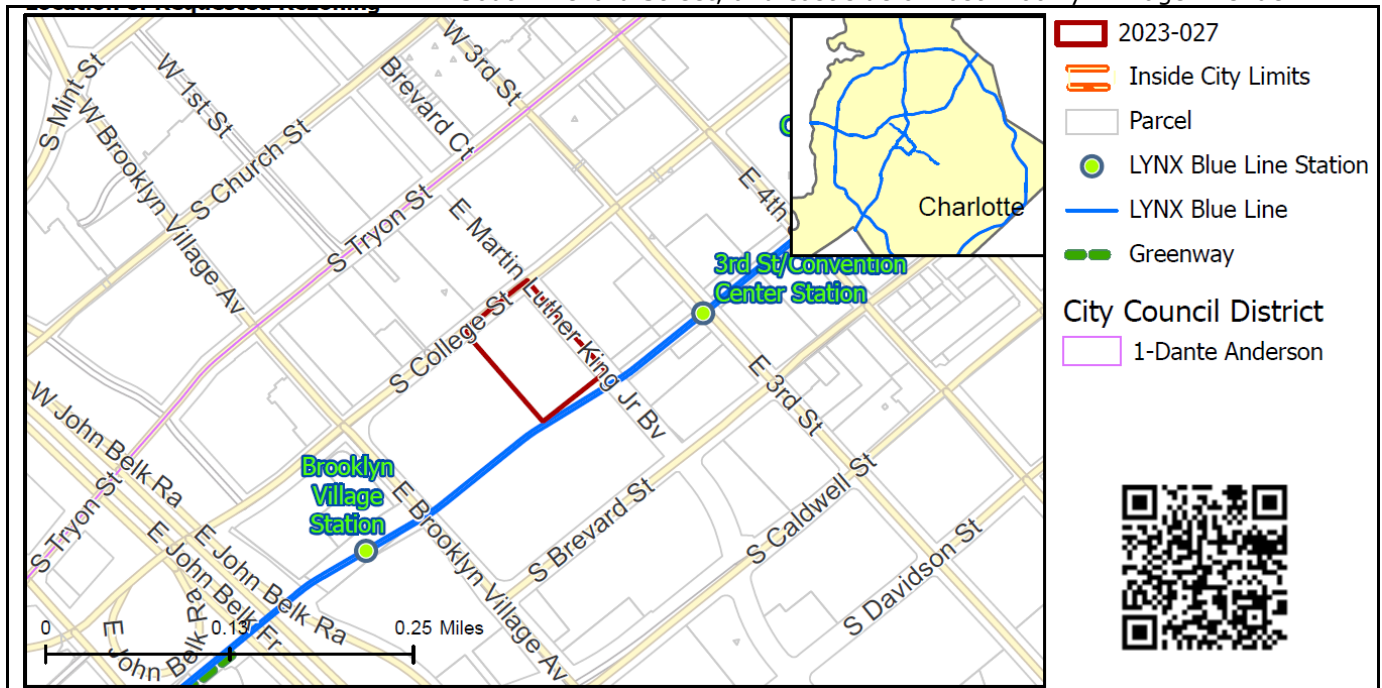 W 3rd St
S Mint St
W 1st St
Brevard Ct
W Brooklyn Village Av
S Church St
E 4th
S Tryon St
E Martin Luther King Jr Bv
3rd St/Convention
Center Station
S College St
E 3rd St
W John Belk Ra
Brooklyn
Village
Station
E Brooklyn Village Av
S Brevard St
S Caldwell St
S Davidson St
S Tryon St
E John Belk Ra
E John Belk Fr
E John Belk Ra
0
0.13
0.25 Miles
Charlotte
2023-027
Inside City Limits
Parcel
LYNX Blue Line Station
LYNX Blue Line
Greenway
City Council District
1-Dante Anderson